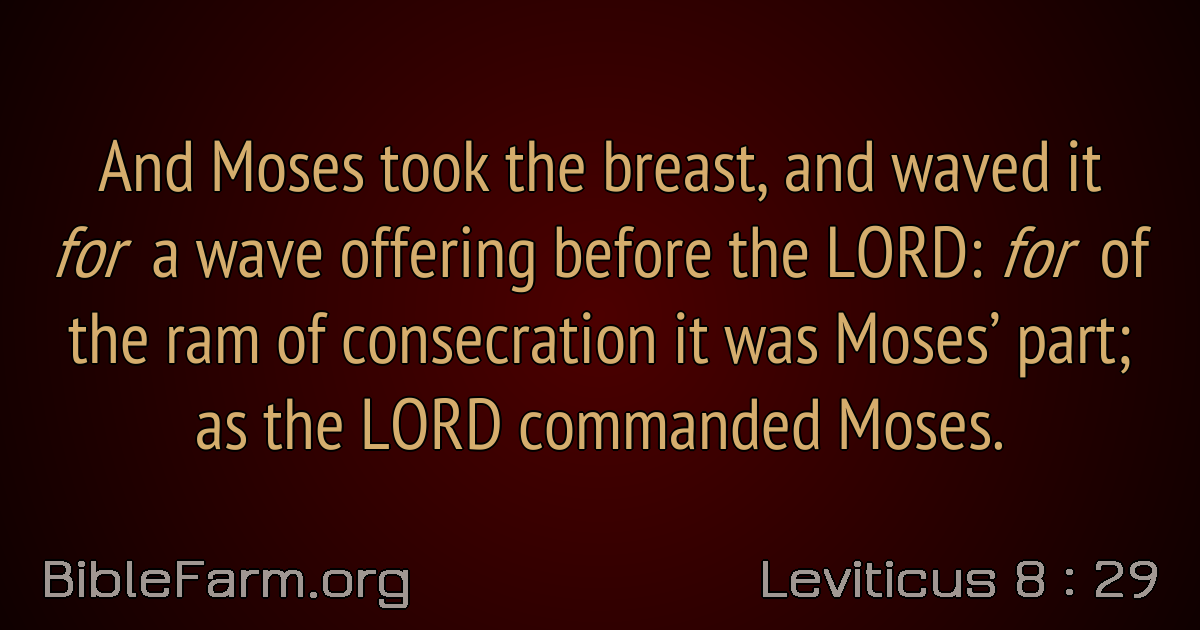 And Moses took the breast, and waved it
for a wave offering before the LORD: for of
the ram of consecration it was Moses’ part;
as the LORD commanded Moses.
BibleFarm.org
Leviticus 8 : 29